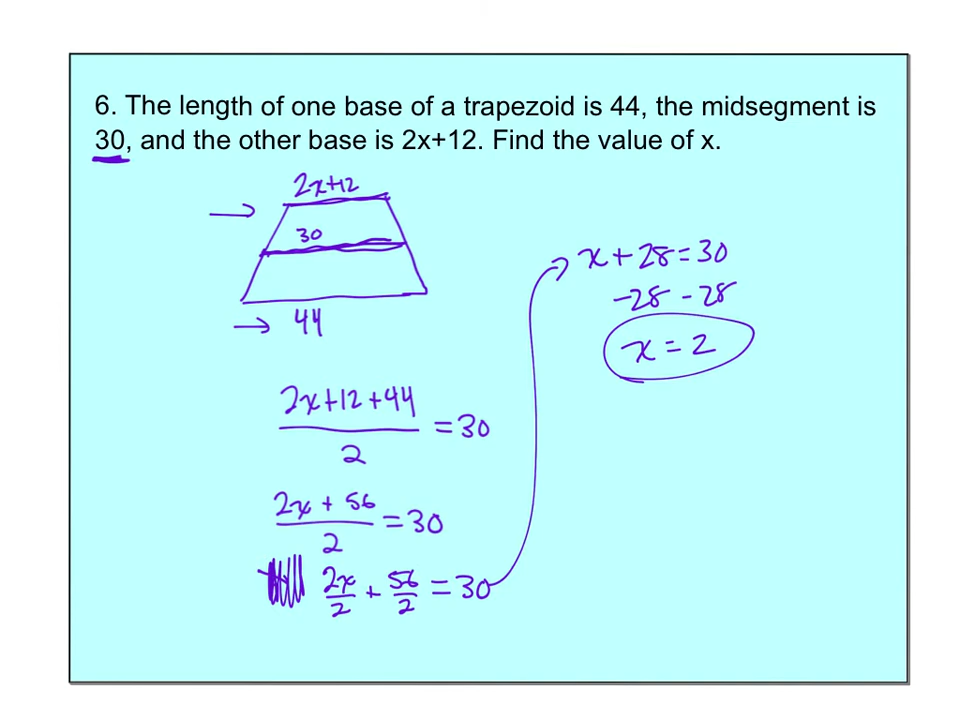 6. The length of one base of a trapezoid is 44, the midsegment is
30, and the other base is 2x+12. Find the value of x.
2x+12
30
→ 44
2x+12+44
2
=30
2x + 56
2
=30
2x/2 + 56/2 = 30
x + 28 = 30
-28 -28
x = 2